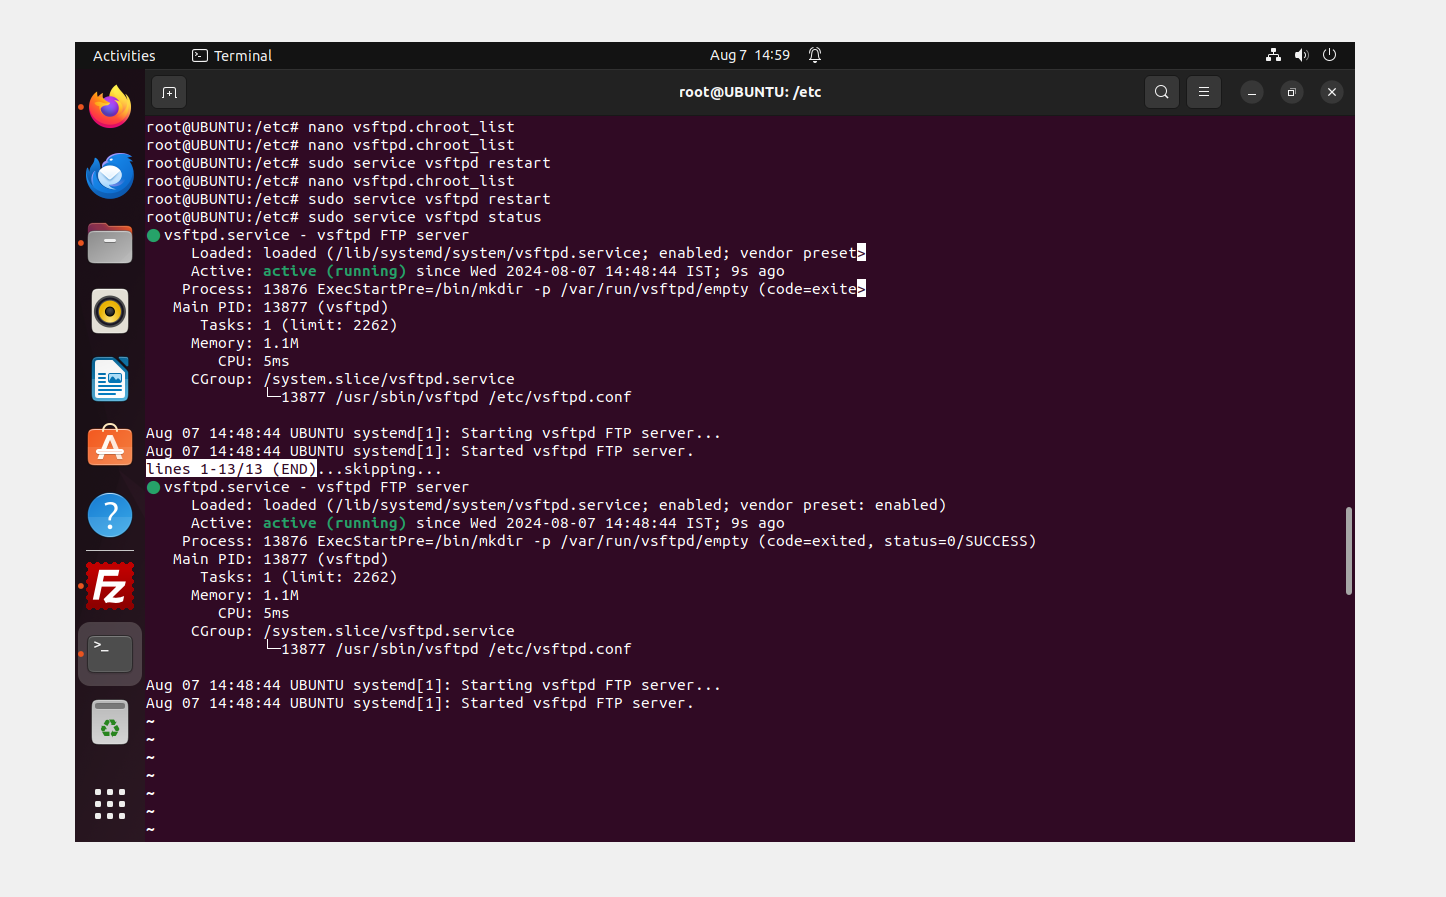 Activities Terminal Aug 7 14:59
root@UBUNTU: /etc
root@UBUNTU:/etc# nano vsftpd.chroot_list
root@UBUNTU:/etc# nano vsftpd.chroot_list
root@UBUNTU:/etc# sudo service vsftpd restart
root@UBUNTU:/etc# nano vsftpd.chroot_list
root@UBUNTU:/etc# sudo service vsftpd restart
root@UBUNTU:/etc# sudo service vsftpd status
● vsftpd.service - vsftpd FTP server
Loaded: loaded (/lib/systemd/system/vsftpd.service; enabled; vendor preset>
Active: active (running) since Wed 2024-08-07 14:48:44 IST; 9s ago
Process: 13876 ExecStartPre=/bin/mkdir -p /var/run/vsftpd/empty (code=exite>
Main PID: 13877 (vsftpd)
Tasks: 1 (limit: 2262)
Memory: 1.1M
CPU: 5ms
CGroup: /system.slice/vsftpd.service
└─13877 /usr/sbin/vsftpd /etc/vsftpd.conf
Aug 07 14:48:44 UBUNTU systemd[1]: Starting vsftpd FTP server...
Aug 07 14:48:44 UBUNTU systemd[1]: Started vsftpd FTP server.
lines 1-13/13 (END)...skipping...
● vsftpd.service - vsftpd FTP server
Loaded: loaded (/lib/systemd/system/vsftpd.service; enabled; vendor preset: enabled)
Active: active (running) since Wed 2024-08-07 14:48:44 IST; 9s ago
Process: 13876 ExecStartPre=/bin/mkdir -p /var/run/vsftpd/empty (code=exited, status=0/SUCCESS)
Main PID: 13877 (vsftpd)
Tasks: 1 (limit: 2262)
Memory: 1.1M
CPU: 5ms
CGroup: /system.slice/vsftpd.service
└─13877 /usr/sbin/vsftpd /etc/vsftpd.conf
Aug 07 14:48:44 UBUNTU systemd[1]: Starting vsftpd FTP server...
Aug 07 14:48:44 UBUNTU systemd[1]: Started vsftpd FTP server.
~
~
~
~
~
~
~